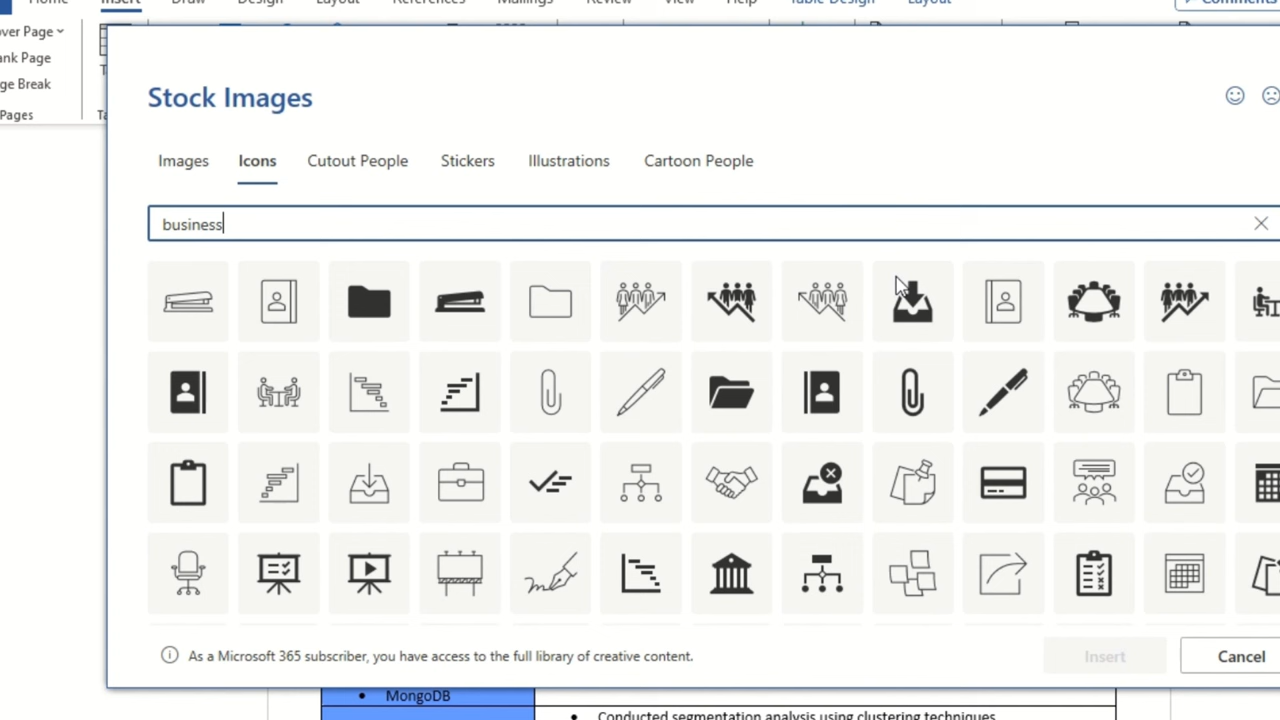 Home Insert Draw Design Layout References Mailings Review View Help Table Design Layout Comments
ver Page
nk Page
ge Break
Pages
Stock Images
Images Icons Cutout People Stickers Illustrations Cartoon People
business
As a Microsoft 365 subscriber, you have access to the full library of creative content.
Insert Cancel
• MongoDB
• Conducted segmentation analysis using clustering techniques